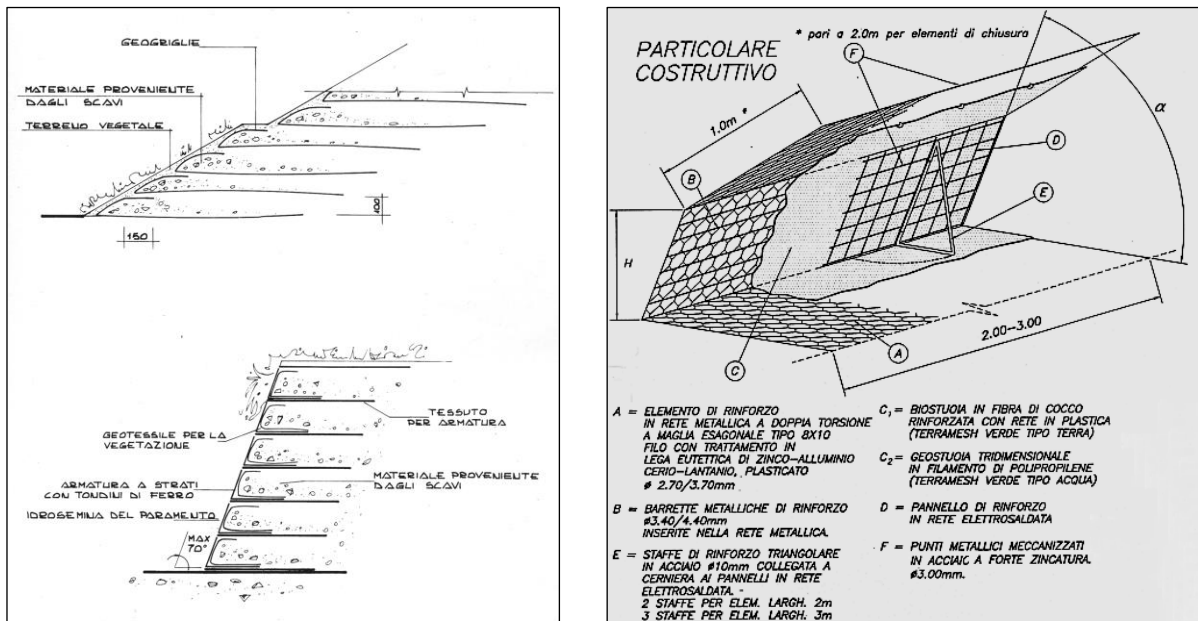 GEOGRIGLIE
MATERIALE PROVENIENTE
DAGLI SCAVI
TERRENO VEGETALE
100
150
TESSUTO
PER ARMATURA
GEOTESSILE PER LA
VEGETAZIONE
ARMATURA A STRATI
CON TONDINI DI FERRO
MATERIALE PROVENIENTE
DAGLI SCAVI
IDROSEMINA DEL PARAMENTO
MAX
70°
PARTICOLARE
COSTRUTTIVO
* pari a 2.0m per elementi di chiusura
F
1.0m *
α
D
B
E
H
2.00--3.00
A
C
A = ELEMENTO DI RINFORZO
IN RETE METALLICA A DOPPIA TORSIONE
A MAGLIA ESAGONALE TIPO 8X10
FILO CON TRATTAMENTO IN
LEGA EUTETTICA DI ZINCO-ALLUMINIO
CERIO-LANTANIO, PLASTICATO
ø 2.70/3.70mm
B = BARRETTE METALLICHE DI RINFORZO
ø3.40/4.40mm
INSERITE NELLA RETE METALLICA.
E = STAFFE DI RINFORZO TRIANGOLARE
IN ACCIAIO ø10mm COLLEGATA A
CERNIERA AI PANNELLI IN RETE
ELETTROSALDATA. -
2 STAFFE PER ELEM. LARGH. 2m
3 STAFFE PER ELEM. LARGH. 3m
C₁ = BIOSTUOIA IN FIBRA DI COCCO
RINFORZATA CON RETE IN PLASTICA
(TERRAMESH VERDE TIPO TERRA)
C₂ = GEOSTUOIA TRIDIMENSIONALE
IN FILAMENTO DI POLIPROPILENE
(TERRAMESH VERDE TIPO ACQUA)
D = PANNELLO DI RINFORZO
IN RETE ELETTROSALDATA
F = PUNTI METALLICI MECCANIZZATI
IN ACCIAIO A FORTE ZINCATURA.
ø3.00mm.